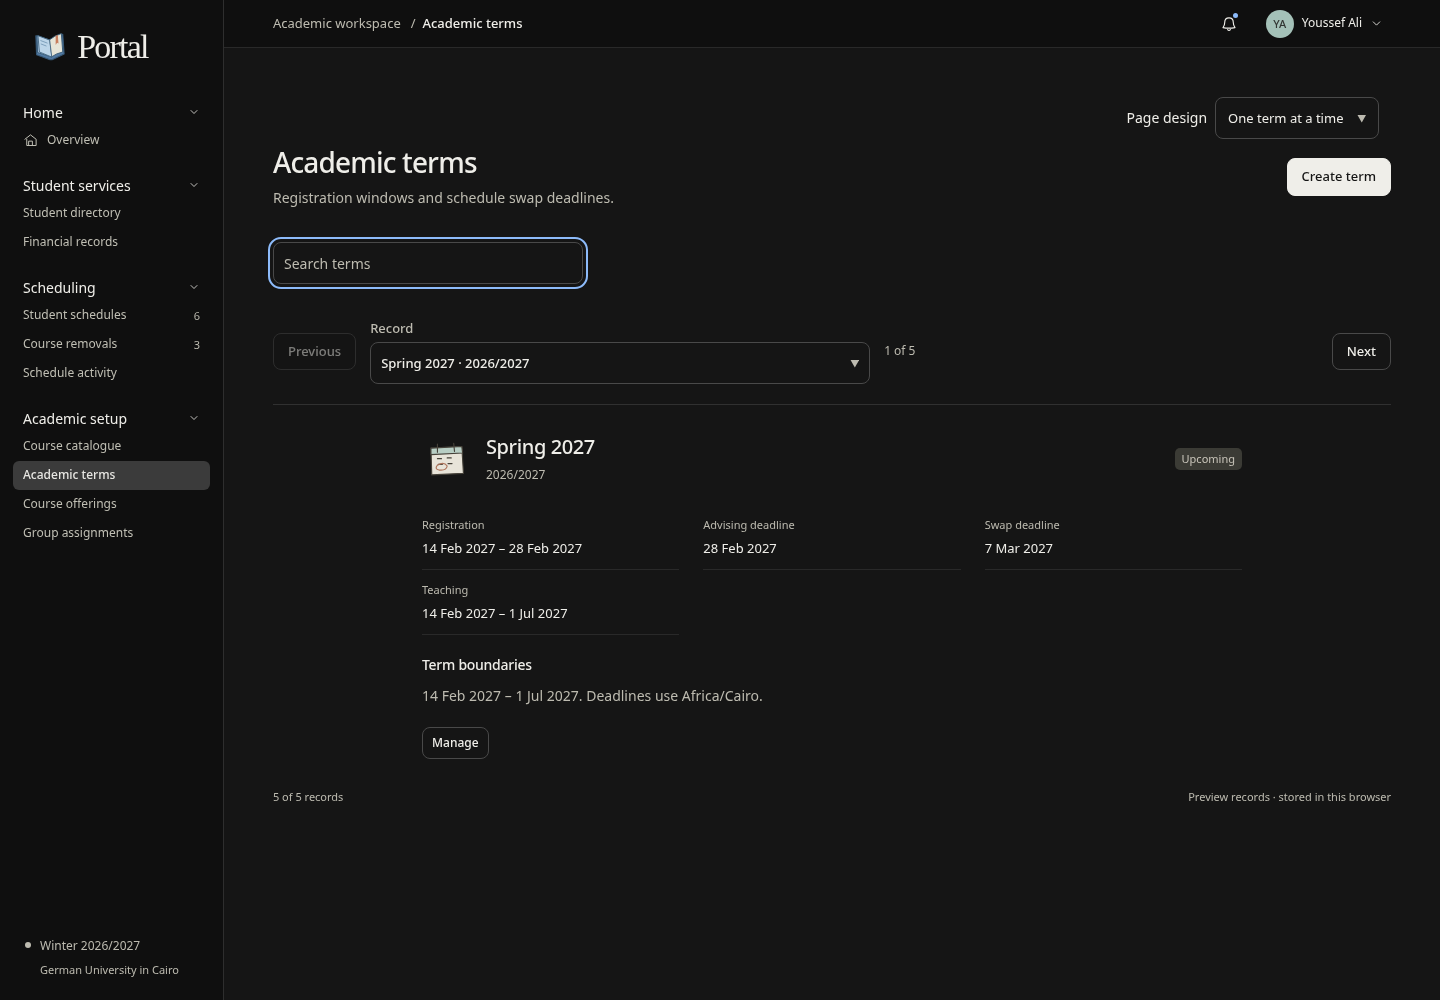 Portal
Home
Overview
Student services
Student directory
Financial records
Scheduling
Student schedules 6
Course removals 3
Schedule activity
Academic setup
Course catalogue
Academic terms
Course offerings
Group assignments
Winter 2026/2027
German University in Cairo
Academic workspace / Academic terms
YA Youssef Ali
Page design One term at a time
Academic terms
Registration windows and schedule swap deadlines.
Create term
Search terms
Previous
Record
Spring 2027 · 2026/2027
1 of 5
Next
Spring 2027
2026/2027
Upcoming
Registration
14 Feb 2027 – 28 Feb 2027
Advising deadline
28 Feb 2027
Swap deadline
7 Mar 2027
Teaching
14 Feb 2027 – 1 Jul 2027
Term boundaries
14 Feb 2027 – 1 Jul 2027. Deadlines use Africa/Cairo.
Manage
5 of 5 records
Preview records · stored in this browser